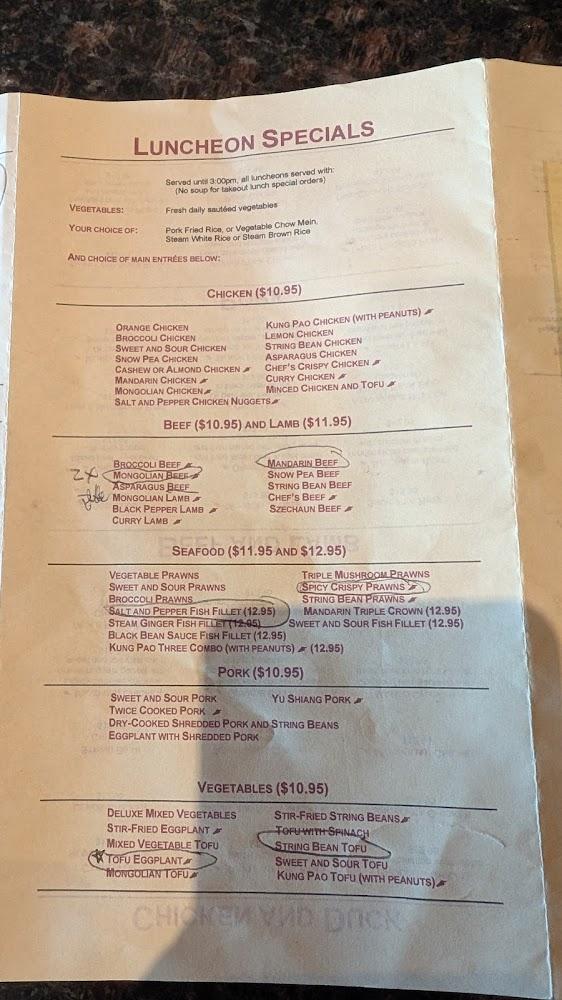 LUNCHEON SPECIALS
Served until 3:00pm, all luncheons served with:
(No soup for takeout lunch special orders)
VEGETABLES: Fresh daily sautéed vegetables
YOUR CHOICE OF: Pork Fried Rice, or Vegetable Chow Mein,
Steam White Rice or Steam Brown Rice
AND CHOICE OF MAIN ENTRÉES BELOW:
CHICKEN ($10.95)
ORANGE CHICKEN
BROCCOLI CHICKEN
SWEET AND SOUR CHICKEN
SNOW PEA CHICKEN
CASHEW OR ALMOND CHICKEN
MANDARIN CHICKEN
MONGOLIAN CHICKEN
SALT AND PEPPER CHICKEN NUGGETS
KUNG PAO CHICKEN (WITH PEANUTS)
LEMON CHICKEN
STRING BEAN CHICKEN
ASPARAGUS CHICKEN
CHEF'S CRISPY CHICKEN
CURRY CHICKEN
MINCED CHICKEN AND TOFU
BEEF ($10.95) AND LAMB ($11.95)
BROCCOLI BEEF
2X MONGOLIAN BEEF
ASPARAGUS BEEF
MONGOLIAN LAMB
BLACK PEPPER LAMB
CURRY LAMB
MANDARIN BEEF
SNOW PEA BEEF
STRING BEAN BEEF
CHEF'S BEEF
SZECHAUN BEEF
SEAFOOD ($11.95 AND $12.95)
VEGETABLE PRAWNS
SWEET AND SOUR PRAWNS
BROCCOLI PRAWNS
SALT AND PEPPER FISH FILLET (12.95)
STEAM GINGER FISH FILLET (12.95)
BLACK BEAN SAUCE FISH FILLET (12.95)
KUNG PAO THREE COMBO (WITH PEANUTS) (12.95)
TRIPLE MUSHROOM PRAWNS
SPICY CRISPY PRAWNS
STRING BEAN PRAWNS
MANDARIN TRIPLE CROWN (12.95)
SWEET AND SOUR FISH FILLET (12.95)
PORK ($10.95)
SWEET AND SOUR PORK
TWICE COOKED PORK
DRY-COOKED SHREDDED PORK AND STRING BEANS
EGGPLANT WITH SHREDDED PORK
YU SHIANG PORK
VEGETABLES ($10.95)
DELUXE MIXED VEGETABLES
STIR-FRIED EGGPLANT
MIXED VEGETABLE TOFU
TOFU EGGPLANT
MONGOLIAN TOFU
STIR-FRIED STRING BEANS
TOFU WITH SPINACH
STRING BEAN TOFU
SWEET AND SOUR TOFU
KUNG PAO TOFU (WITH PEANUTS)